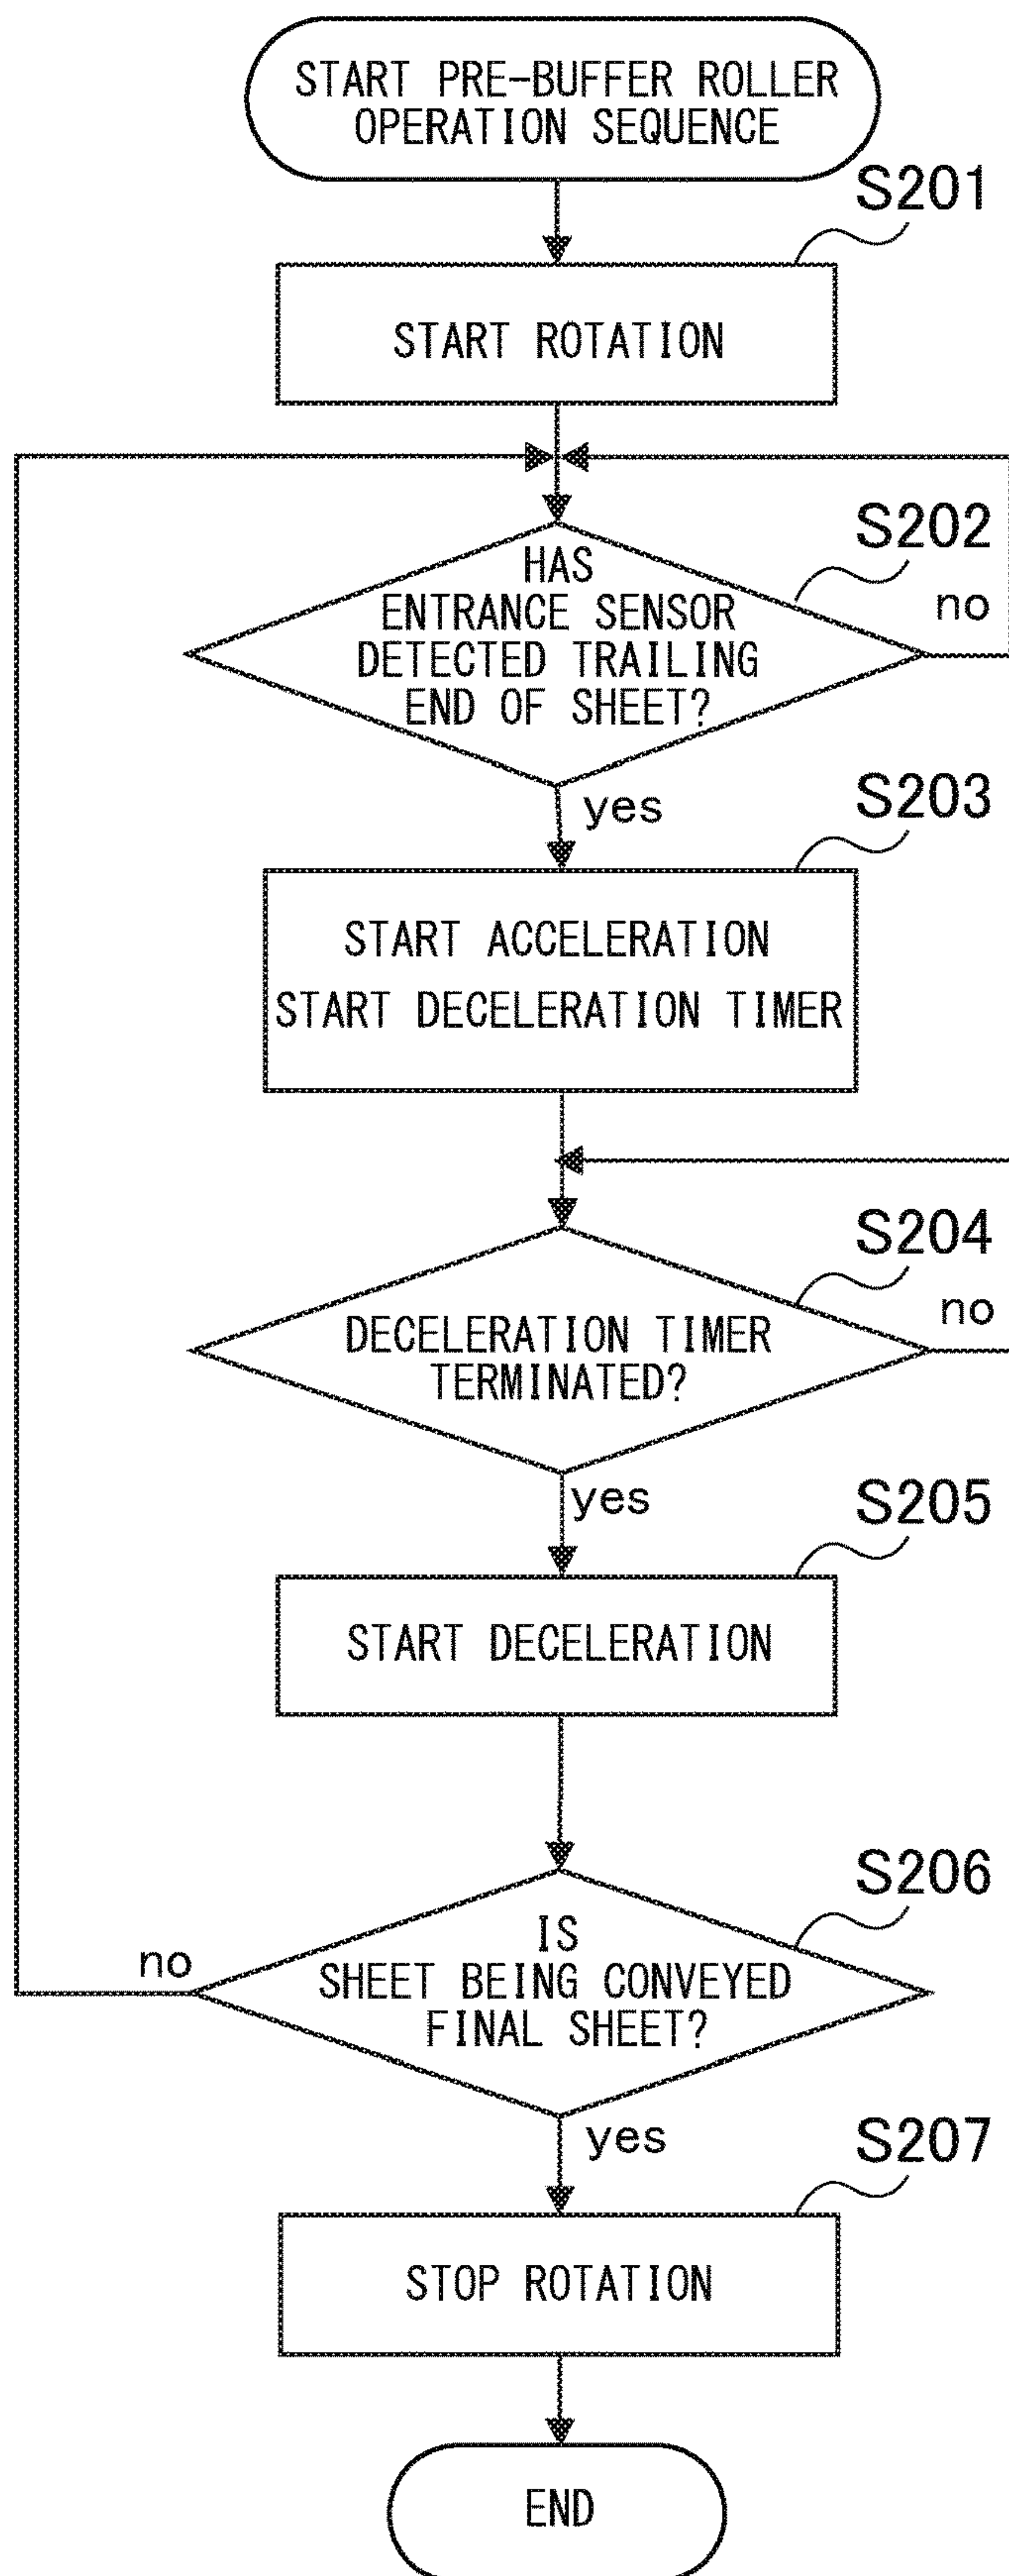 START PRE-BUFFER ROLLER
OPERATION SEQUENCE
S201
START ROTATION
S202
HAS
ENTRANCE SENSOR
DETECTED TRAILING
END OF SHEET?
no
yes
S203
START ACCELERATION
START DECELERATION TIMER
S204
DECELERATION TIMER
TERMINATED?
no
yes
S205
START DECELERATION
S206
IS
SHEET BEING CONVEYED
FINAL SHEET?
no
yes
S207
STOP ROTATION
END